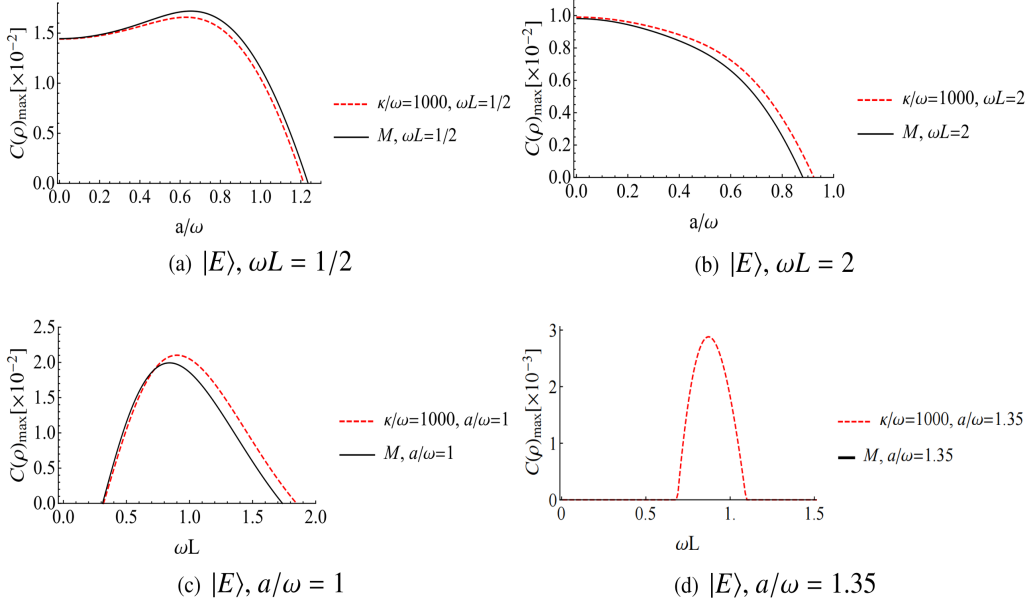 C(ρ)max[×10⁻²]
1.5
1.0
0.5
0.0
0.0 0.2 0.4 0.6 0.8 1.0 1.2
a/ω
κ/ω=1000, ωL=1/2
M, ωL=1/2
(a) |E⟩, ωL = 1/2
C(ρ)max[×10⁻²]
1.0
0.8
0.6
0.4
0.2
0.0
0.0 0.2 0.4 0.6 0.8 1.0
a/ω
κ/ω=1000, ωL=2
M, ωL=2
(b) |E⟩, ωL = 2
C(ρ)max[×10⁻²]
2.5
2.0
1.5
1.0
0.5
0.0
0.0 0.5 1.0 1.5 2.0
ωL
κ/ω=1000, a/ω=1
M, a/ω=1
(c) |E⟩, a/ω = 1
C(ρ)max[×10⁻³]
3
2
1
0
0 0.5 1. 1.5
ωL
κ/ω=1000, a/ω=1.35
M, a/ω=1.35
(d) |E⟩, a/ω = 1.35